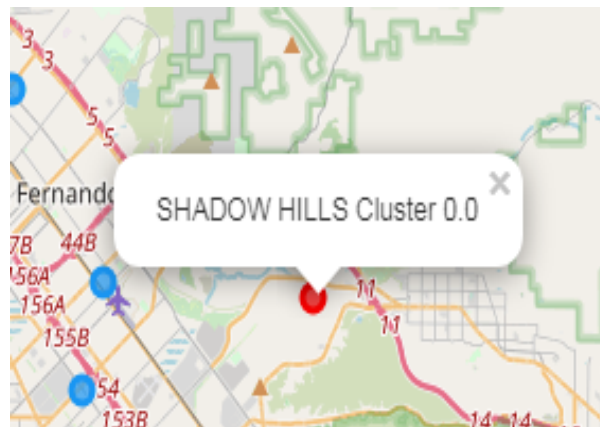 3
3
5
5
SHADOW HILLS Cluster 0.0
×
Fernando
7B 44B
156A
156A
155B
11
11
54
153B
14 14